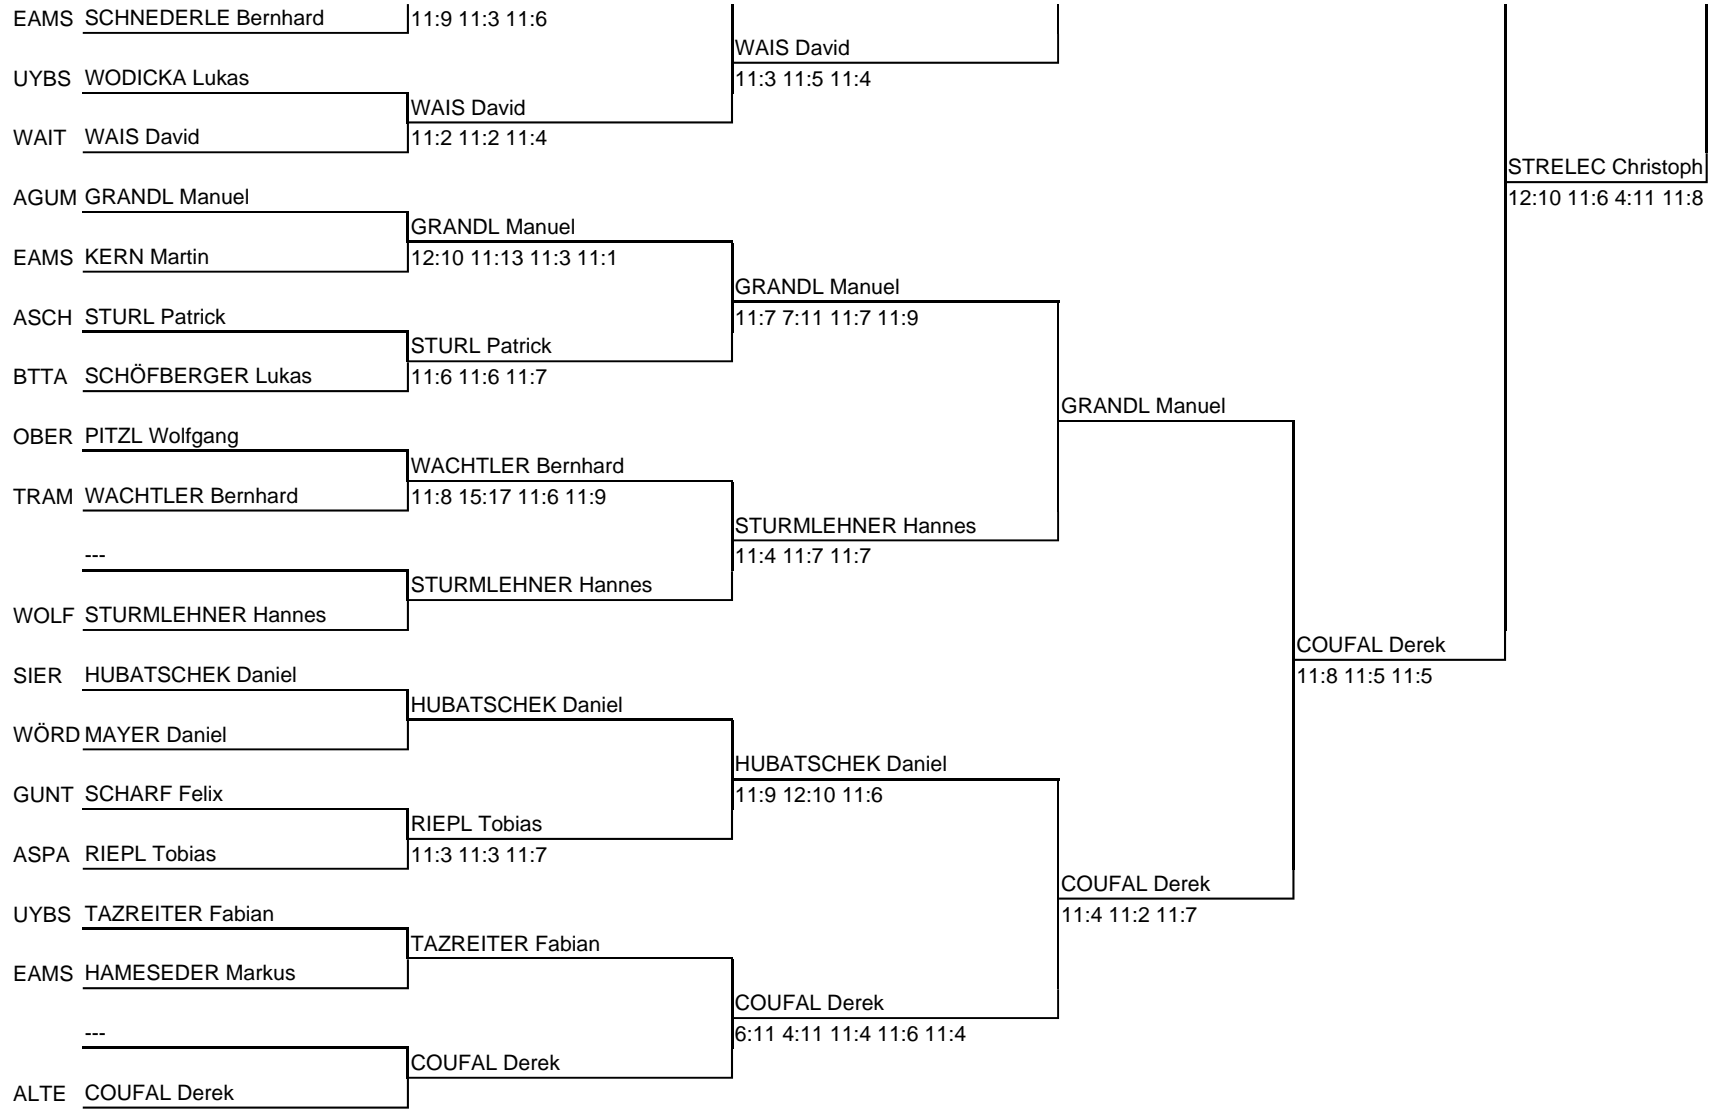 EAMS SCHNEDERLE Bernhard 11:9 11:3 11:6
WAIS David
UYBS WODICKA Lukas 11:3 11:5 11:4
WAIS David
WAIT WAIS David 11:2 11:2 11:4
STRELEC Christoph
AGUM GRANDL Manuel 12:10 11:6 4:11 11:8
GRANDL Manuel
EAMS KERN Martin 12:10 11:13 11:3 11:1
GRANDL Manuel
ASCH STURL Patrick 11:7 7:11 11:7 11:9
STURL Patrick
BTTA SCHÖFBERGER Lukas 11:6 11:6 11:7
GRANDL Manuel
OBER PITZL Wolfgang
WACHTLER Bernhard
TRAM WACHTLER Bernhard 11:8 15:17 11:6 11:9
STURMLEHNER Hannes
--- 11:4 11:7 11:7
STURMLEHNER Hannes
WOLF STURMLEHNER Hannes
COUFAL Derek
SIER HUBATSCHEK Daniel 11:8 11:5 11:5
HUBATSCHEK Daniel
WÖRD MAYER Daniel
HUBATSCHEK Daniel
GUNT SCHARF Felix 11:9 12:10 11:6
RIEPL Tobias
ASPA RIEPL Tobias 11:3 11:3 11:7
COUFAL Derek
UYBS TAZREITER Fabian 11:4 11:2 11:7
TAZREITER Fabian
EAMS HAMESEDER Markus
COUFAL Derek
--- 6:11 4:11 11:4 11:6 11:4
COUFAL Derek
ALTE COUFAL Derek